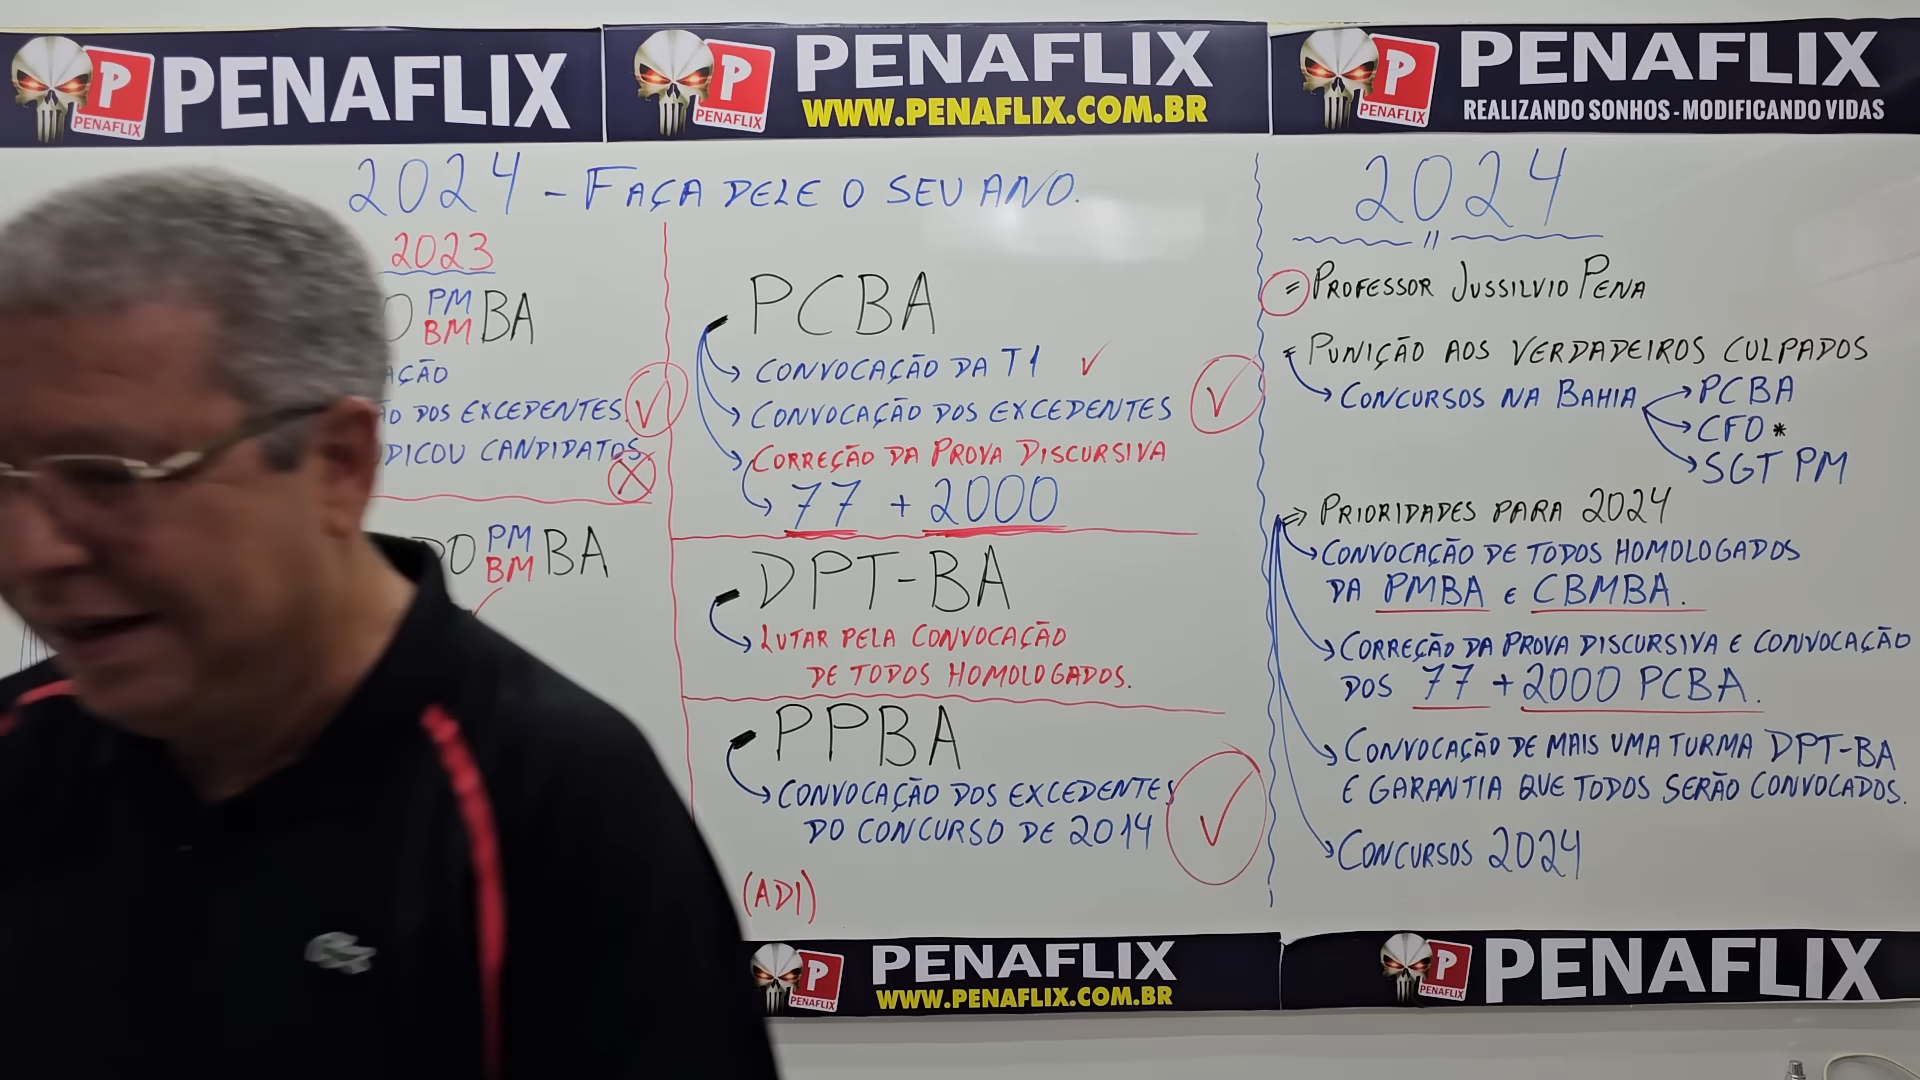 P PENAFLIX PENAFLIX
P PENAFLIX PENAFLIX
WWW.PENAFLIX.COM.BR
P PENAFLIX PENAFLIX
REALIZANDO SONHOS - MODIFICANDO VIDAS
2024 - FAÇA DELE O SEU ANO.
2023
PM
BM BA
AÇÃO
ÃO DOS EXCEDENTES
DICOU CANDIDATOS
DO PM
BM BA
PCBA
CONVOCAÇÃO DA T1
CONVOCAÇÃO DOS EXCEDENTES
CORREÇÃO DA PROVA DISCURSIVA
77 + 2000
DPT-BA
LUTAR PELA CONVOCAÇÃO
DE TODOS HOMOLOGADOS.
PPBA
CONVOCAÇÃO DOS EXCEDENTES
DO CONCURSO DE 2014
(ADI)
2024
= PROFESSOR JUSSILVIO PENA
= PUNIÇÃO AOS VERDADEIROS CULPADOS
CONCURSOS NA BAHIA
PCBA
CFO *
SGT PM
PRIORIDADES PARA 2024
CONVOCAÇÃO DE TODOS HOMOLOGADOS
DA PMBA E CBMBA.
CORREÇÃO DA PROVA DISCURSIVA E CONVOCAÇÃO
DOS 77 + 2000 PCBA.
CONVOCAÇÃO DE MAIS UMA TURMA DPT-BA
E GARANTIA QUE TODOS SERÃO CONVOCADOS.
CONCURSOS 2024
P PENAFLIX PENAFLIX
WWW.PENAFLIX.COM.BR
P PENAFLIX PENAFLIX